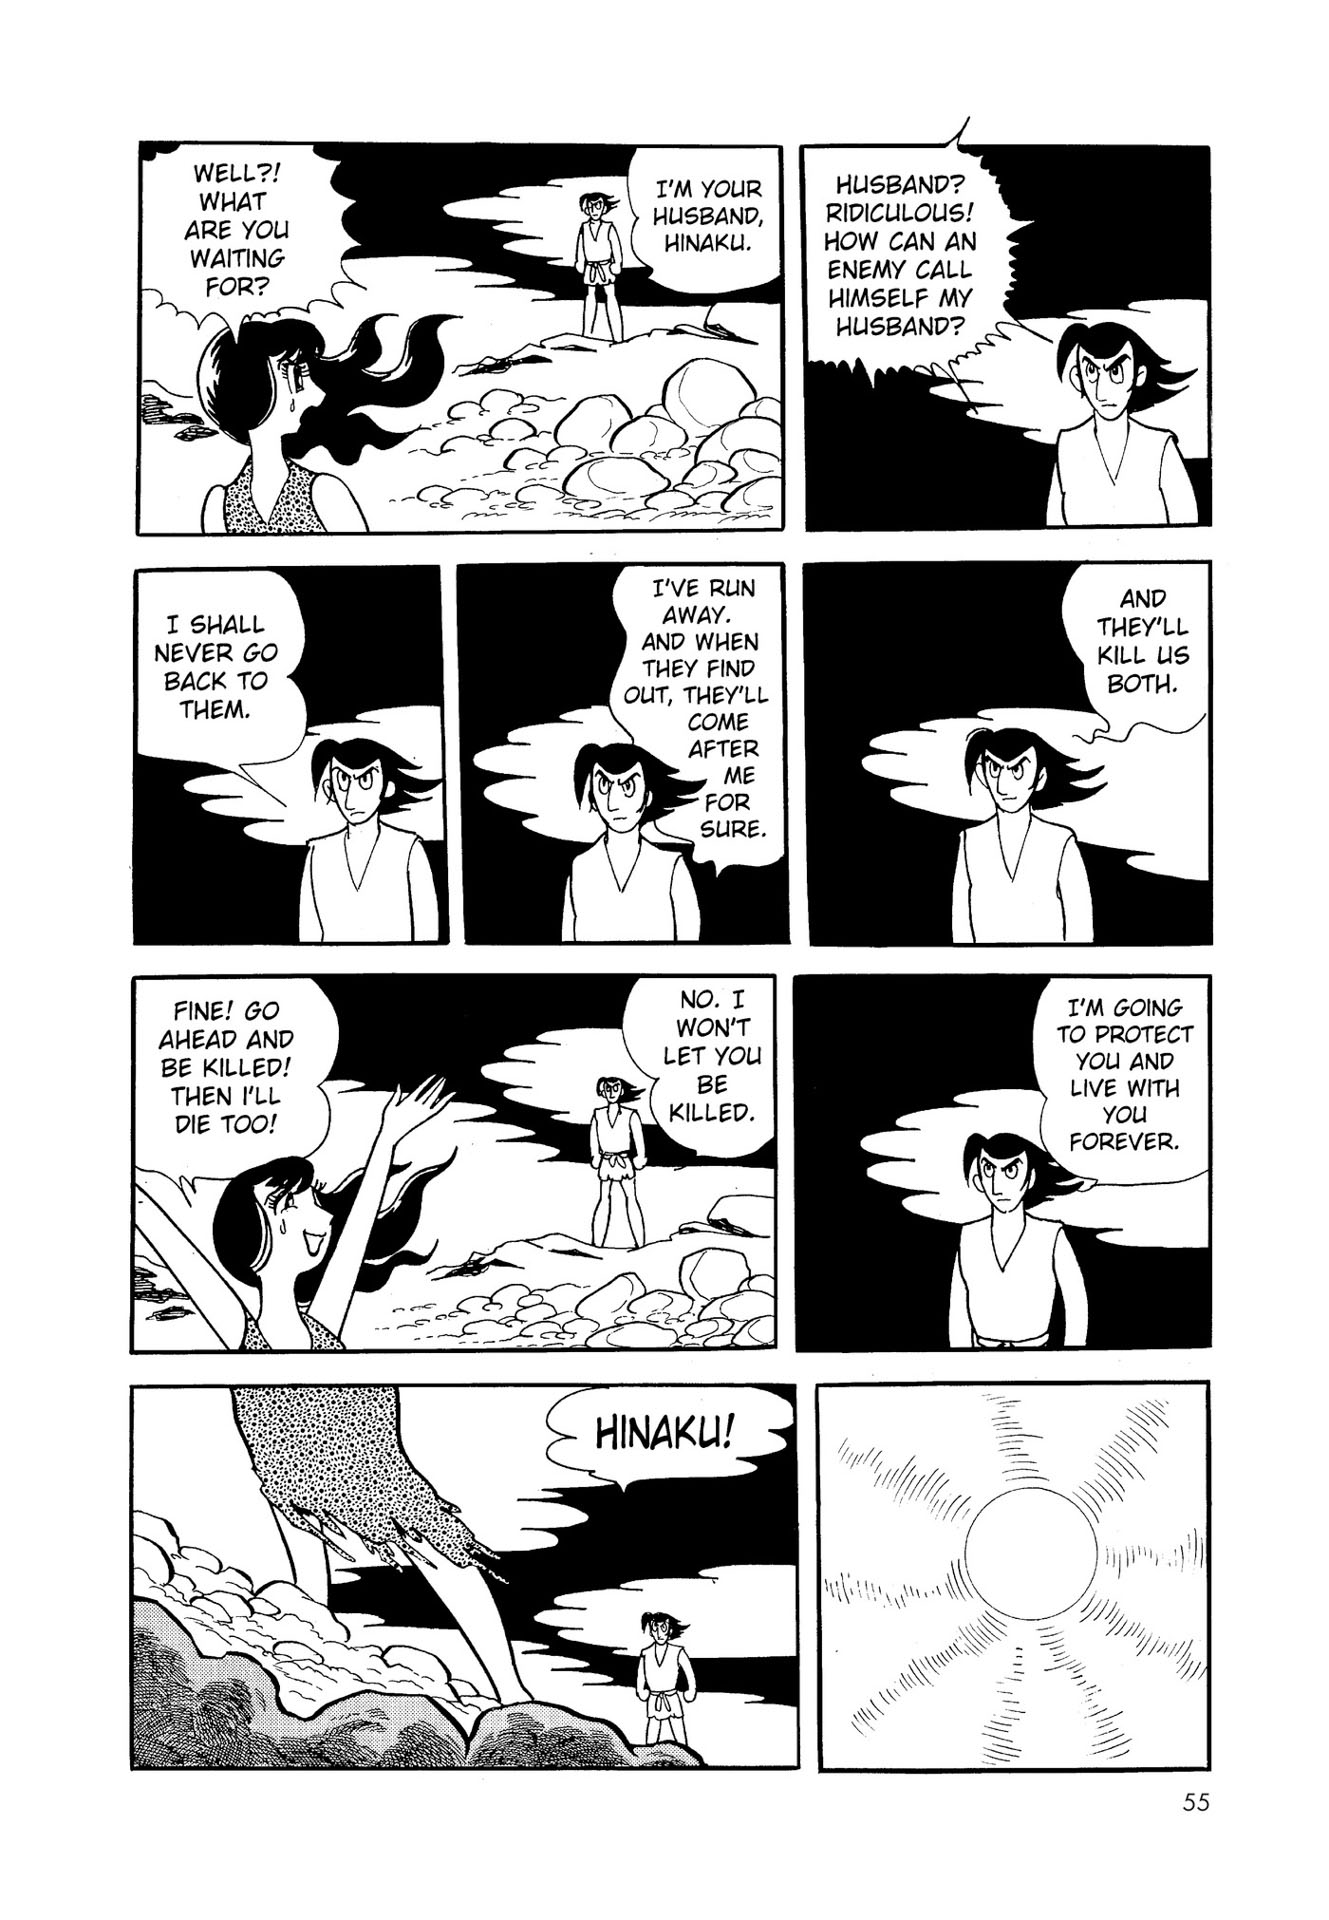 WELL?!
WHAT
ARE YOU
WAITING
FOR?
I'M YOUR
HUSBAND,
HINAKU.
HUSBAND?
RIDICULOUS!
HOW CAN AN
ENEMY CALL
HIMSELF MY
HUSBAND?
I SHALL
NEVER GO
BACK TO
THEM.
I'VE RUN
AWAY.
AND WHEN
THEY FIND
OUT, THEY'LL
COME
AFTER
ME
FOR
SURE.
AND
THEY'LL
KILL US
BOTH.
FINE! GO
AHEAD AND
BE KILLED!
THEN I'LL
DIE TOO!
NO. I
WON'T
LET YOU
BE
KILLED.
I'M GOING
TO PROTECT
YOU AND
LIVE WITH
YOU
FOREVER.
HINAKU!
55